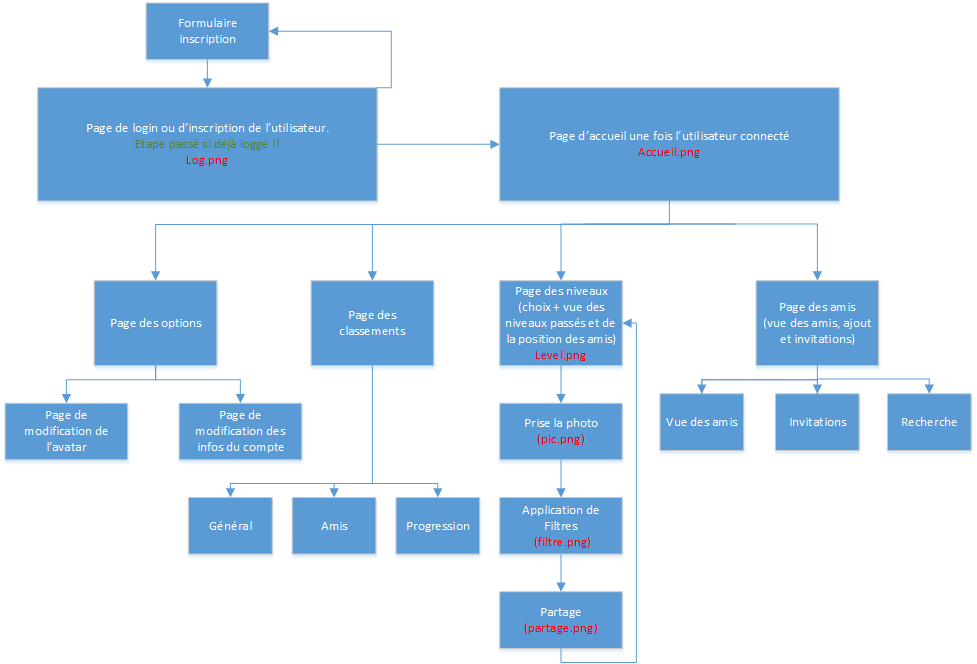 Formulaire
inscription
Page de login ou d'inscription de l'utilisateur.
Etape passé si déjà loggé !!
Log.png
Page d'accueil une fois l'utilisateur connecté
Accueil.png
Page des options
Page des
classements
Page des niveaux
(choix + vue des
niveaux passés et de
la position des amis)
Level.png
Page des amis
(vue des amis, ajout
et invitations)
Page de
modification de
l'avatar
Page de
modification des
infos du compte
Prise la photo
(pic.png)
Vue des amis
Invitations
Recherche
Général
Amis
Progression
Application de
Filtres
(filtre.png)
Partage
(partage.png)